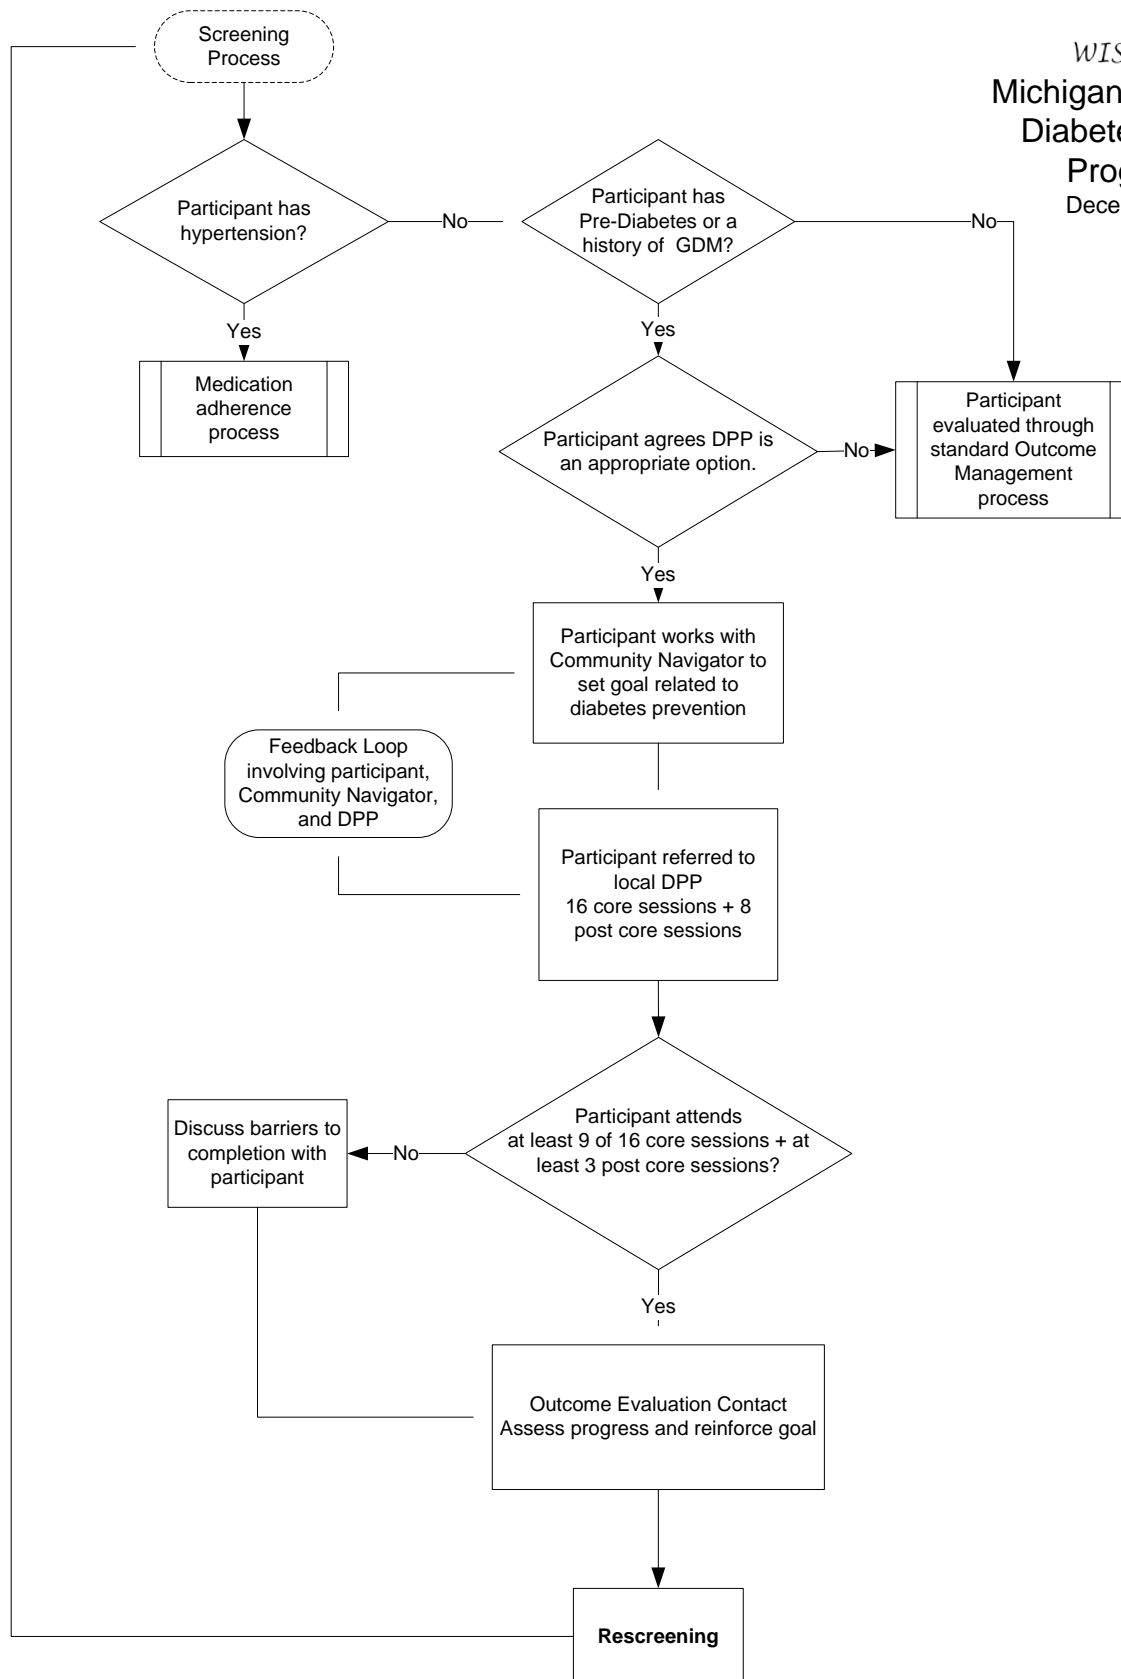 Screening
Process
WIS
Michigan
Diabete
Prog
Dece
Participant has
hypertension?
No
Participant has
Pre-Diabetes or a
history of GDM?
No
Yes
Yes
Medication
adherence
process
Participant agrees DPP is
an appropriate option.
No
Participant
evaluated through
standard Outcome
Management
process
Yes
Participant works with
Community Navigator to
set goal related to
diabetes prevention
Feedback Loop
involving participant,
Community Navigator,
and DPP
Participant referred to
local DPP
16 core sessions + 8
post core sessions
Participant attends
at least 9 of 16 core sessions + at
least 3 post core sessions?
No
Discuss barriers to
completion with
participant
Yes
Outcome Evaluation Contact
Assess progress and reinforce goal
Rescreening